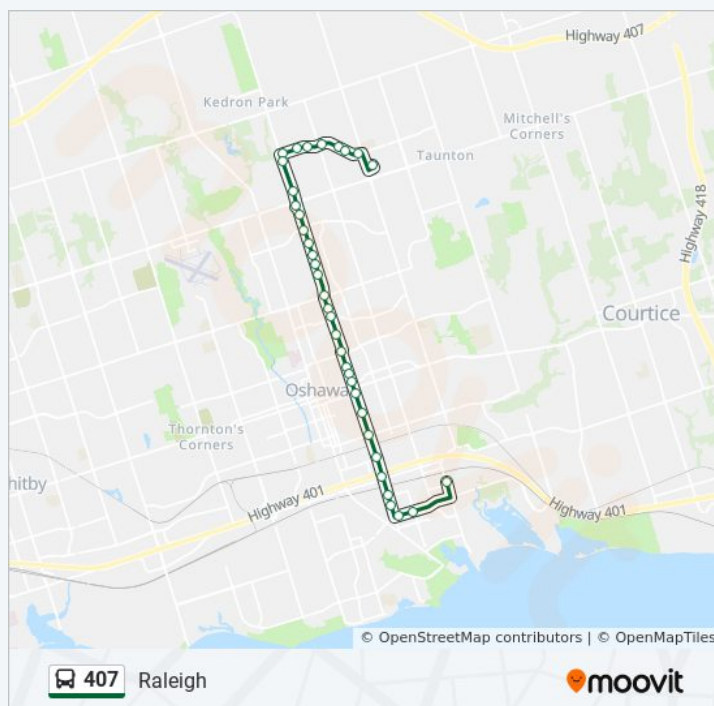 Highway 407
Kedron Park
Mitchell's
Corners
Taunton
Highway 418
Courtice
Oshawa
Thornton's
Corners
hitby
Highway 401
Highway 401
© OpenStreetMap contributors | © OpenMapTiles
407 Raleigh
moovit